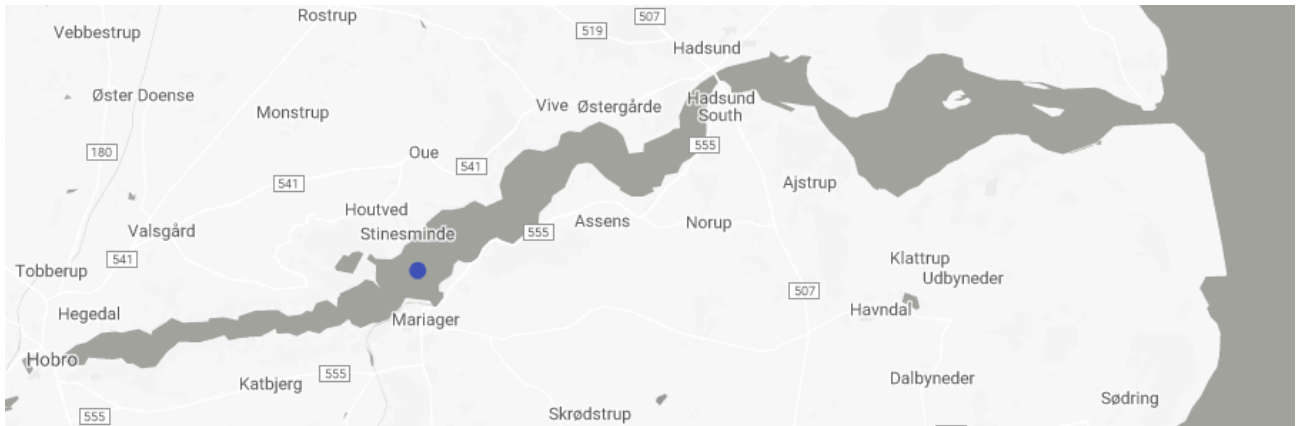 Rostrup
507
Vebbestrup
519
Hadsund
Øster Doense
Hadsund
South
Vive
Østergårde
Monstrup
555
180
Oue
541
541
Ajstrup
Houtved
Assens
Norup
Valsgård
Stinesminde
555
541
Klattrup
Tobberup
Udbyneder
507
Hegedal
Havndal
Mariager
Hobro
555
Katbjerg
Dalbyneder
Sødring
555
Skrødstrup